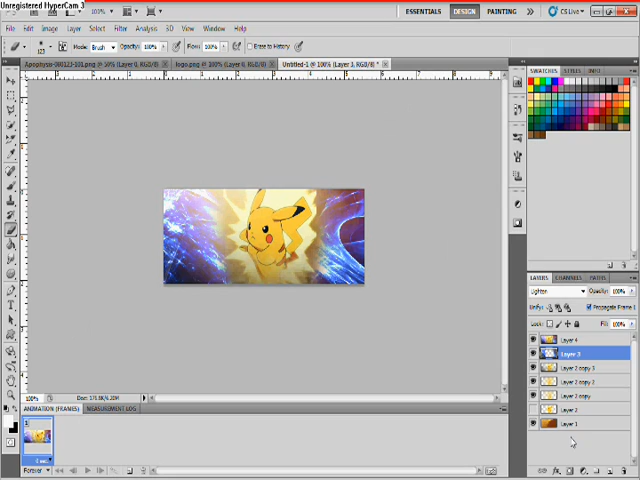 Unregistered HyperCam 3
100%
ESSENTIALS
DESIGN
PAINTING
CS Live
File Edit Image Layer Select Filter Analysis 3D View Window Help
Mode: Brush Opacity: 100% Flow: 100% Erase to History
logo.png @ 100% (Layer 0, RGB/8)
Untitled-1 @ 100% (Layer 3, RGB/8) *
SWATCHES STYLES INFO
LAYERS CHANNELS PATHS
Lighten Opacity: 100%
Unify: Propagate Frame 1
Lock: Fill: 100%
Layer 4
Layer 3
Layer 2 copy 3
Layer 2 copy 2
Layer 2 copy
Layer 2
Layer 1
100%
ANIMATION (FRAMES) MEASUREMENT LOG
1
0 sec.
Forever